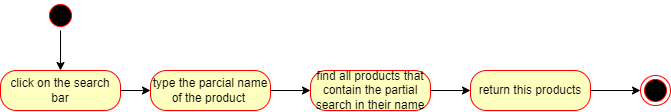 click on the search
bar
type the parcial name
of the product
find all products that
contain the partial
search in their name
return this products